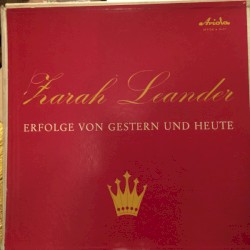 Ariola
Zarah Leander
ERFOLGE VON GESTERN UND HEUTE